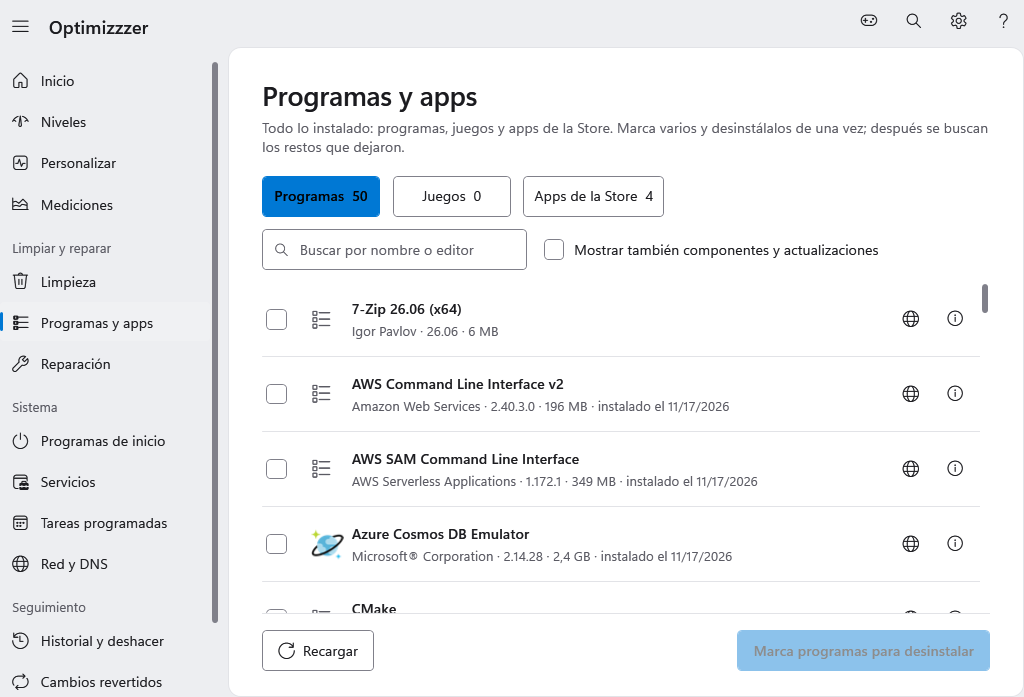 Optimizzzer
Inicio
Niveles
Personalizar
Mediciones
Limpiar y reparar
Limpieza
Programas y apps
Reparación
Sistema
Programas de inicio
Servicios
Tareas programadas
Red y DNS
Seguimiento
Historial y deshacer
Cambios revertidos
Programas y apps
Todo lo instalado: programas, juegos y apps de la Store. Marca varios y desinstálalos de una vez; después se buscan
los restos que dejaron.
Programas 50
Juegos 0
Apps de la Store 4
Buscar por nombre o editor
Mostrar también componentes y actualizaciones
7-Zip 26.06 (x64)
Igor Pavlov · 26.06 · 6 MB
AWS Command Line Interface v2
Amazon Web Services · 2.40.3.0 · 196 MB · instalado el 11/17/2026
AWS SAM Command Line Interface
AWS Serverless Applications · 1.172.1 · 349 MB · instalado el 11/17/2026
Azure Cosmos DB Emulator
Microsoft® Corporation · 2.14.28 · 2,4 GB · instalado el 11/17/2026
CMake
Recargar
Marca programas para desinstalar